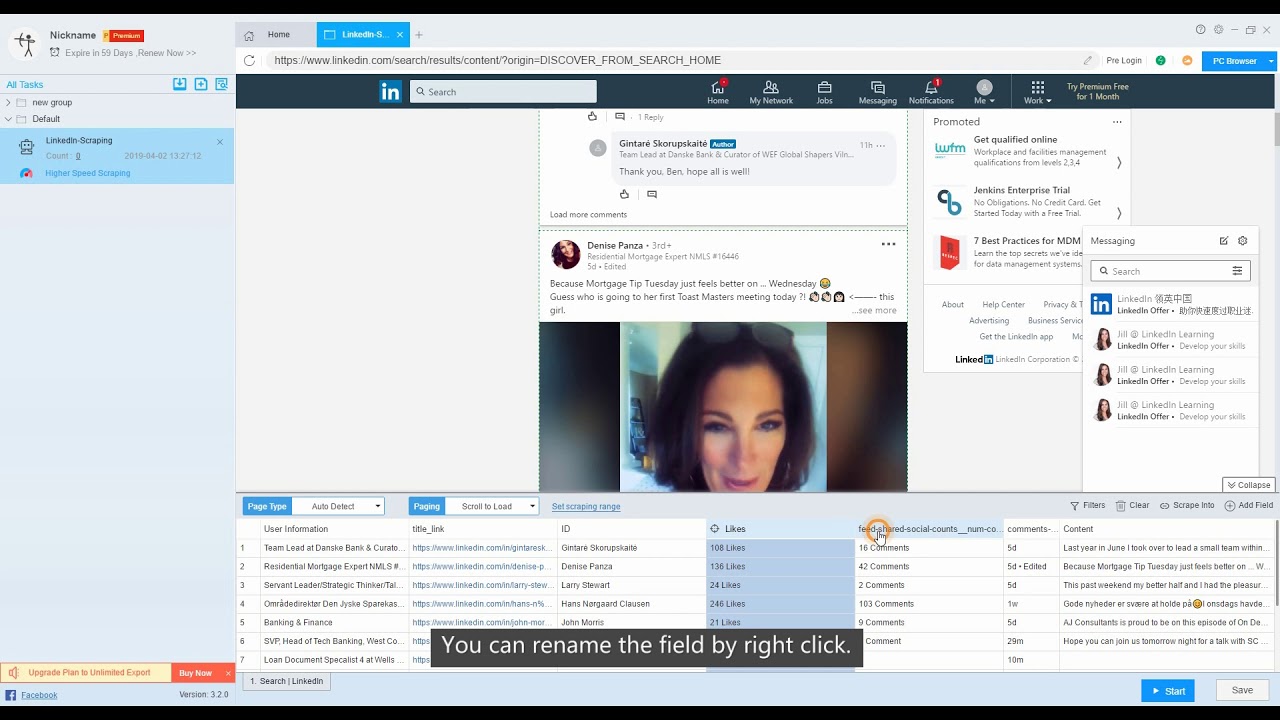 Nickname
P Premium
Expire in 59 Days ,Renew Now >>
All Tasks
new group
Default
LinkedIn-Scraping
Count : 0
2019-04-02 13:27:12
Higher Speed Scraping
Home
LinkedIn-S...
https://www.linkedin.com/search/results/content/?origin=DISCOVER_FROM_SEARCH_HOME
Pre Login
PC Browser
in
Search
Home
My Network
Jobs
Messaging
1
Notifications
Me
Work
Try Premium Free
for 1 Month
1 Reply
Gintarė Skorupskaitė Author
11h
Team Lead at Danske Bank & Curator of WEF Global Shapers Viln...
Thank you, Ben, hope all is well!
Load more comments
Denise Panza • 3rd+
Residential Mortgage Expert NMLS #16446
5d • Edited
Because Mortgage Tip Tuesday just feels better on ... Wednesday 😂
Guess who is going to her first Toast Masters meeting today ?! 🙋🏻🙋🏻🙋🏻 <——- this
girl.
...see more
Promoted
lwfm
Get qualified online
Workplace and facilities management
qualifications from levels 2,3,4
Jenkins Enterprise Trial
No Obligations. No Credit Card. Get
Started Today with a Free Trial.
7 Best Practices for MDM
Learn the top secrets we've ide
for data management systems.
About
Help Center
Privacy & T
Advertising
Business Servic
Get the LinkedIn app
Mo
Linked in LinkedIn Corporation ©
Messaging
Search
in
LinkedIn 领英中国
LinkedIn Offer • 助你快速度过职业迷.
Jill @ LinkedIn Learning
LinkedIn Offer • Develop your skills
Jill @ LinkedIn Learning
LinkedIn Offer • Develop your skills
Jill @ LinkedIn Learning
LinkedIn Offer • Develop your skills
Collapse
Page Type
Auto Detect
Paging
Scroll to Load
Set scraping range
Filters
Clear
Scrape Info
Add Field
User Information
title_link
ID
Likes
feed-shared-social-counts__num-co...
comments-...
Content
1 Team Lead at Danske Bank & Curato... https://www.linkedin.com/in/gintaresk... Gintarė Skorupskaitė 108 Likes 16 Comments 5d Last year in June I took over to lead a small team within...
2 Residential Mortgage Expert NMLS #1... https://www.linkedin.com/in/denise-p... Denise Panza 136 Likes 42 Comments 5d • Edited Because Mortgage Tip Tuesday just feels better on ... W...
3 Servant Leader/Strategic Thinker/Tal... https://www.linkedin.com/in/larry-stew... Larry Stewart 24 Likes 2 Comments 5d This past weekend my better half and I had the pleasur...
4 Områdedirektør Den Jyske Sparekas... https://www.linkedin.com/in/hans-n%... Hans Nørgaard Clausen 246 Likes 103 Comments 1w Gode nyheder er svære at holde på😊I onsdags havde...
5 Banking & Finance https://www.linkedin.com/in/john-mor... John Morris 21 Likes 9 Comments 5d AJ Consultants is proud to be on this episode of On De...
6 SVP, Head of Tech Banking, West Co... Comment 29m Hope you can join us tomorrow night for a talk with SC
7 Loan Document Specalist 4 at Wells ... 10m
You can rename the field by right click.
Upgrade Plan to Unlimited Export!
Buy Now
Facebook
Version: 3.2.0
1. Search | LinkedIn
Start
Save